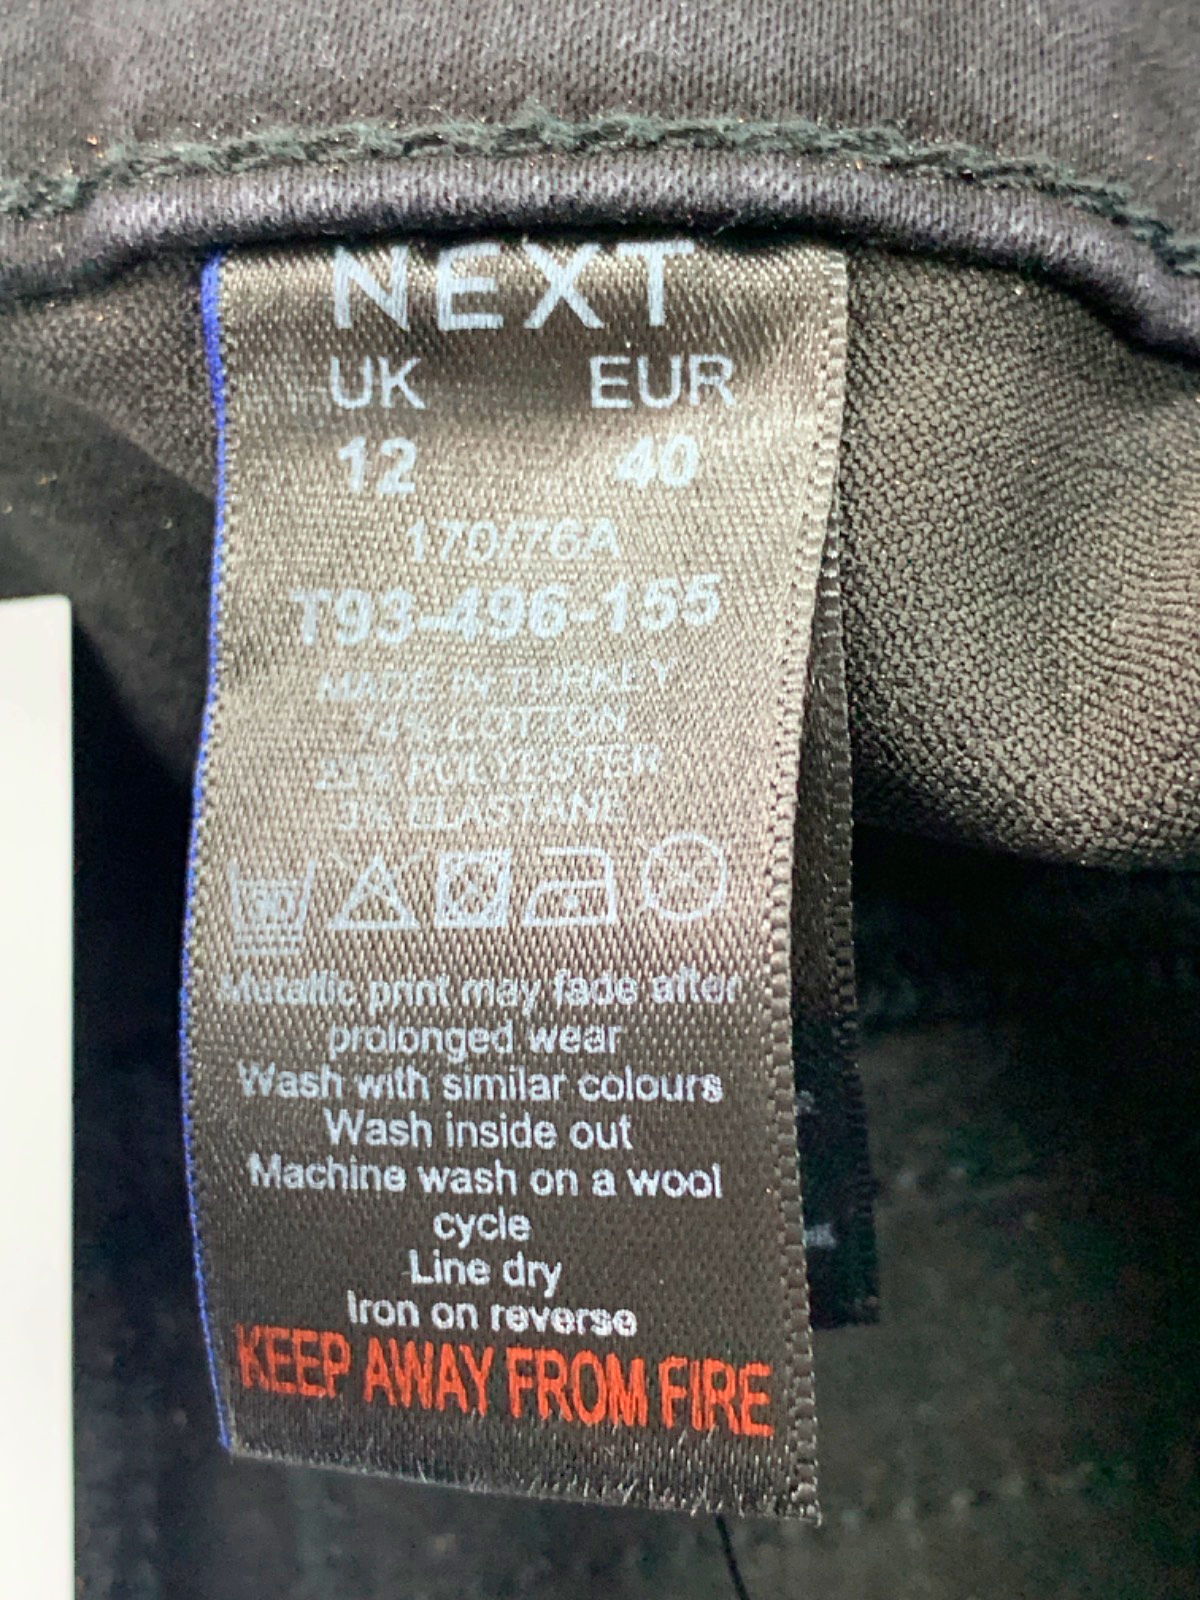 NEXT
UK EUR
12 40
170/76A
T93-496-155
MADE IN TURKEY
74% COTTON
23% POLYESTER
3% ELASTANE
30
Metallic print may fade after
prolonged wear
Wash with similar colours
Wash inside out
Machine wash on a wool
cycle
Line dry
Iron on reverse
KEEP AWAY FROM FIRE